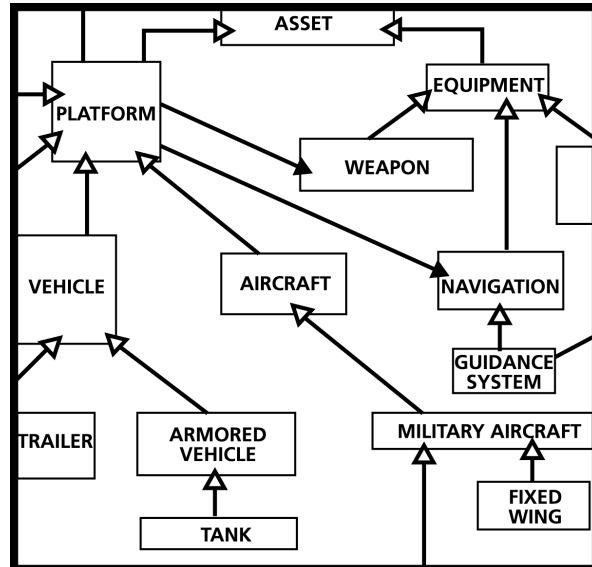 ASSET
EQUIPMENT
PLATFORM
WEAPON
VEHICLE
AIRCRAFT
NAVIGATION
GUIDANCE
SYSTEM
TRAILER
ARMORED
VEHICLE
MILITARY AIRCRAFT
FIXED
WING
TANK